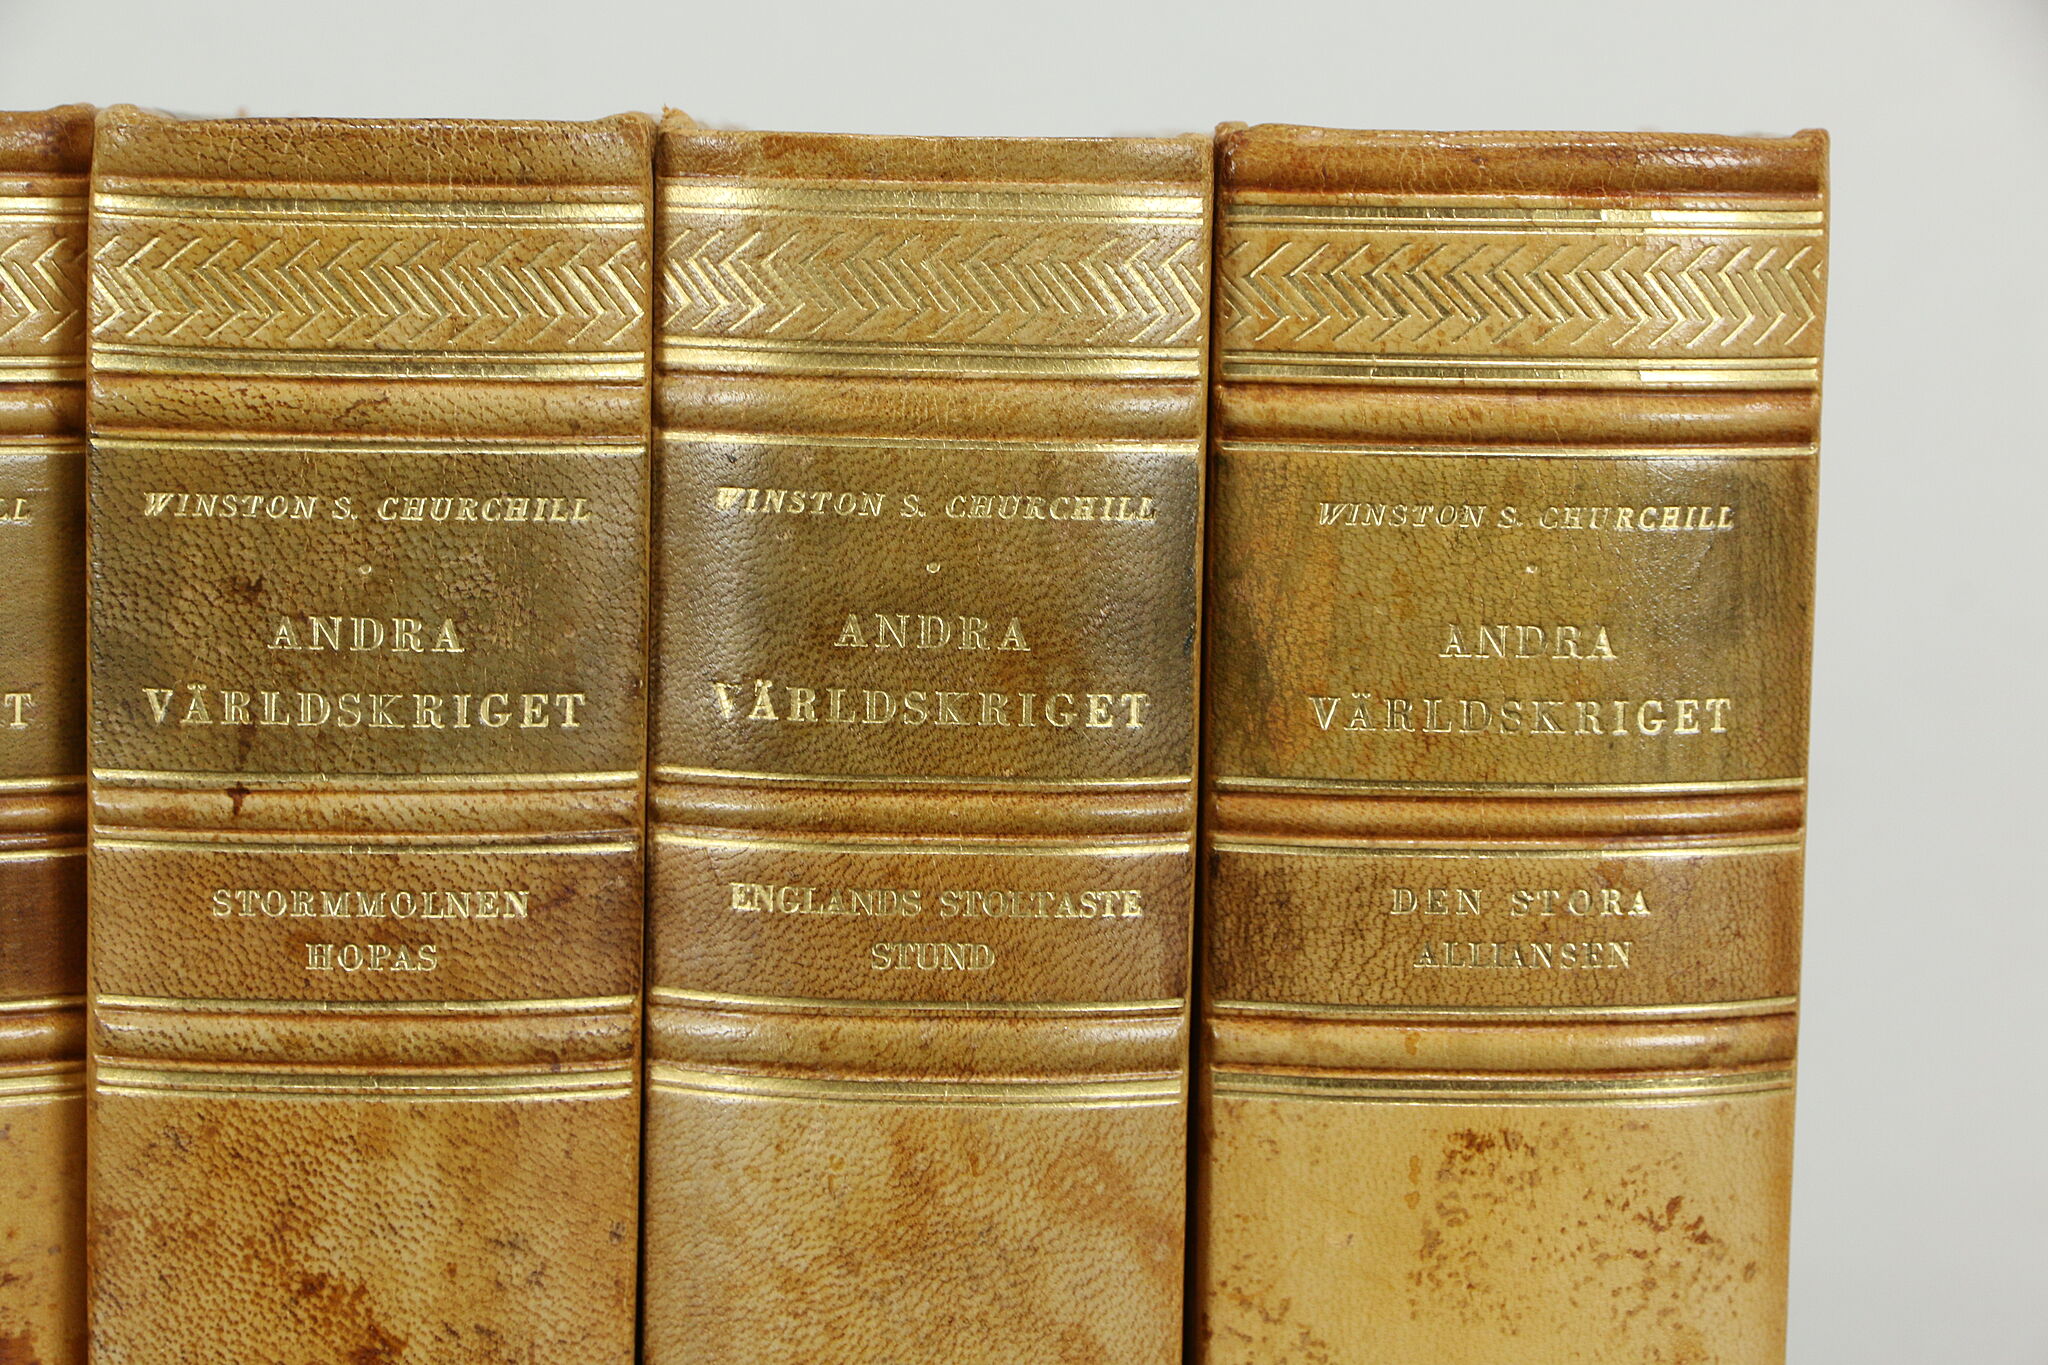 LL
T
WINSTON S. CHURCHILL
ANDRA
VÄRLDSKRIGET
STORMMOLNEN
HOPAS
WINSTON S. CHURCHILL
ANDRA
VÄRLDSKRIGET
ENGLANDS STOLTASTE
STUND
WINSTON S. CHURCHILL
ANDRA
VÄRLDSKRIGET
DEN STORA
ALLIANSEN